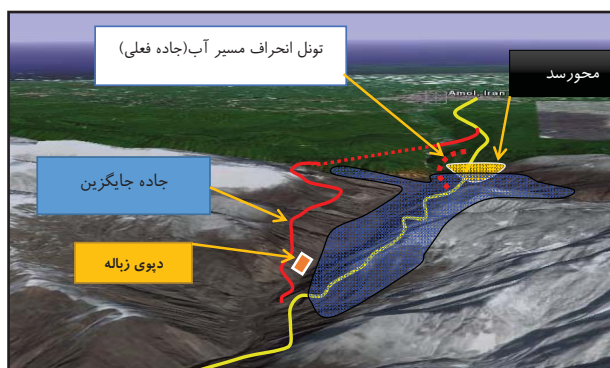 تونل انحراف مسیر آب(جاده فعلی)
محورسد
Amol, Iran
جاده جایگزین
دپوی زباله